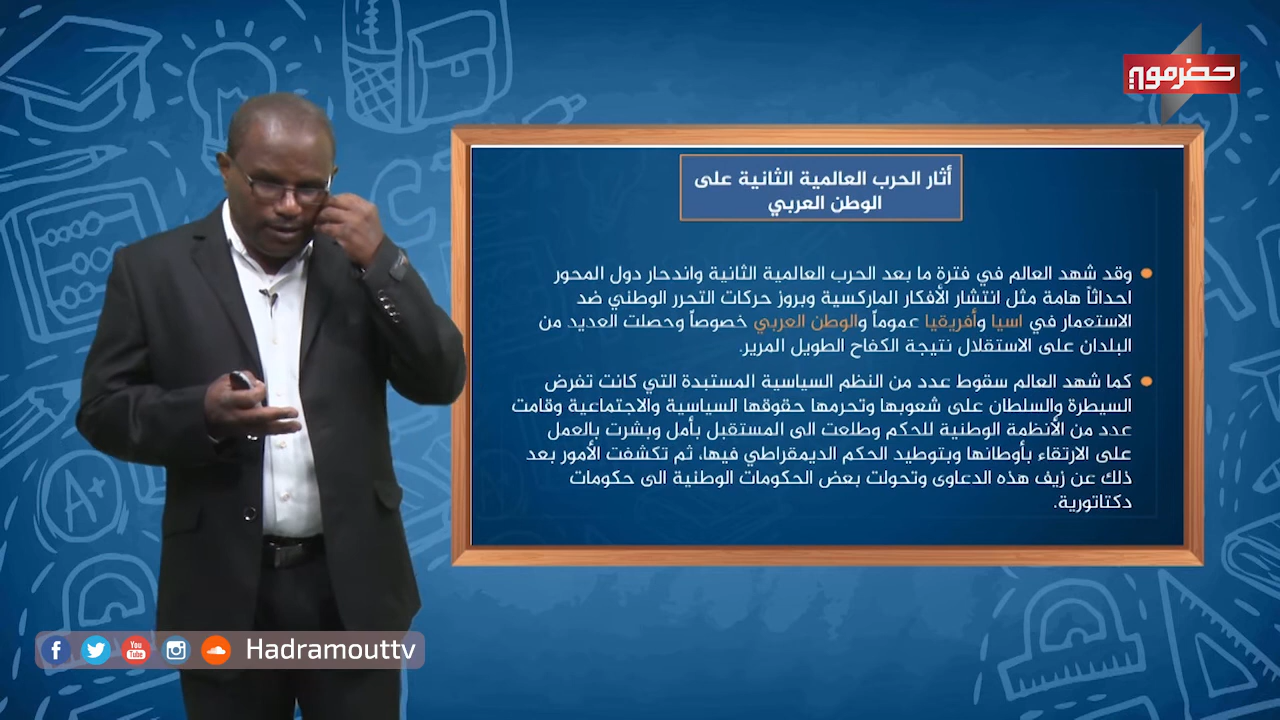 حضرموت
أثار الحرب العالمية الثانية على
الوطن العربي
وقد شهد العالم في فترة ما بعد الحرب العالمية الثانية واندحار دول المحور
احداثاً هامة مثل انتشار الأفكار الماركسية وبروز حركات التحرر الوطني ضد
الاستعمار في اسيا وأفريقيا عموماً والوطن العربي خصوصاً وحصلت العديد من
البلدان على الاستقلال نتيجة الكفاح الطويل المرير.
كما شهد العالم سقوط عدد من النظم السياسية المستبدة التي كانت تفرض
السيطرة والسلطان على شعوبها وتحرمها حقوقها السياسية والاجتماعية وقامت
عدد من الأنظمة الوطنية للحكم وطلعت الى المستقبل بأمل وبشرت بالعمل
على الارتقاء بأوطانها وبتوطيد الحكم الديمقراطي فيها، ثم تكشفت الأمور بعد
ذلك عن زيف هذه الدعاوى وتحولت بعض الحكومات الوطنية الى حكومات
دكتاتورية.
A+
You Tube
Hadramouttv